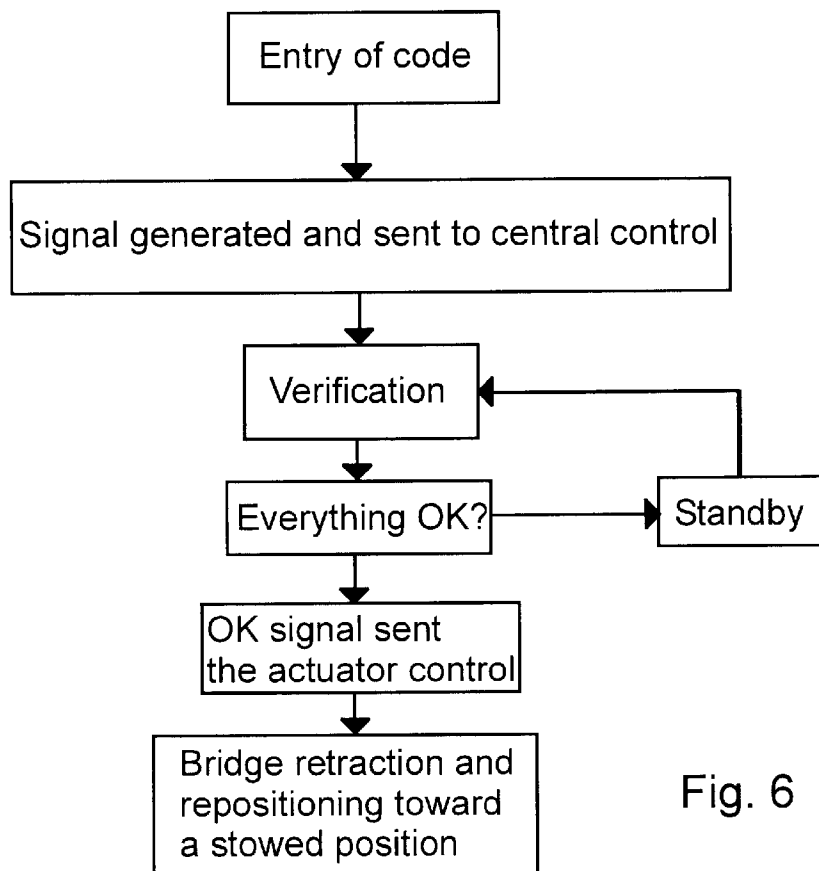 Entry of code
Signal generated and sent to central control
Verification
Everything OK?
Standby
OK signal sent
the actuator control
Bridge retraction and
repositioning toward
a stowed position
Fig. 6